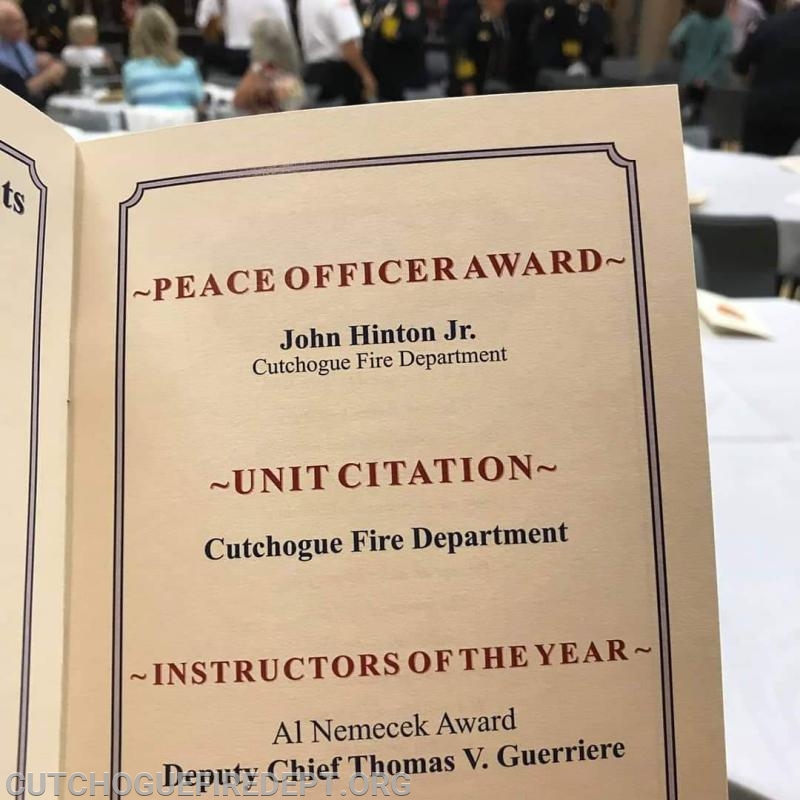 ts
~PEACE OFFICER AWARD~
John Hinton Jr.
Cutchogue Fire Department
~UNIT CITATION~
Cutchogue Fire Department
~INSTRUCTORS OF THE YEAR~
Al Nemecek Award
Deputy Chief Thomas V. Guerriere
CUTCHOGUEFIREDEPT.ORG